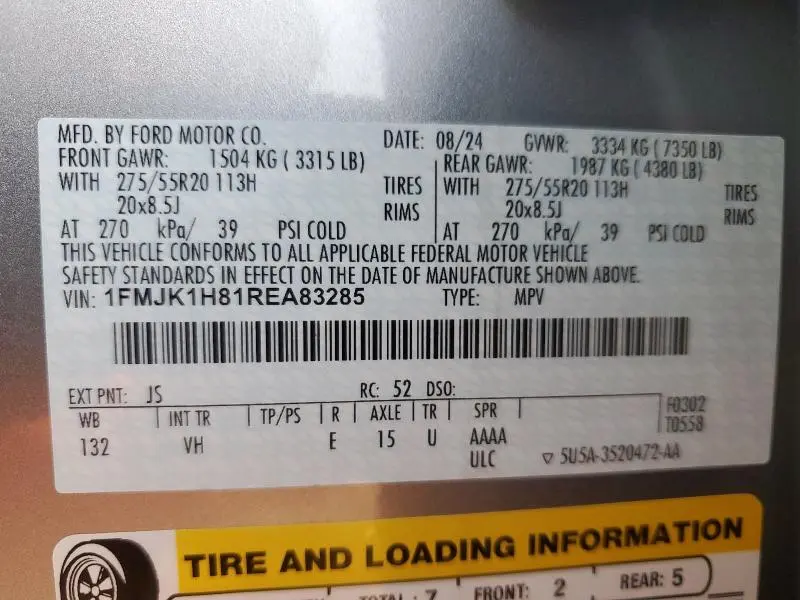 MFD. BY FORD MOTOR CO. DATE: 08/24 GVWR: 3334 KG ( 7350 LB)
FRONT GAWR: 1504 KG ( 3315 LB) REAR GAWR: 1987 KG ( 4380 LB)
WITH 275/55R20 113H TIRES WITH 275/55R20 113H TIRES
20x8.5J RIMS 20x8.5J RIMS
AT 270 kPa/ 39 PSI COLD AT 270 kPa/ 39 PSI COLD
THIS VEHICLE CONFORMS TO ALL APPLICABLE FEDERAL MOTOR VEHICLE
SAFETY STANDARDS IN EFFECT ON THE DATE OF MANUFACTURE SHOWN ABOVE.
VIN: 1FMJK1H81REA83285 TYPE: MPV
EXT PNT: JS RC: 52 DSO:
WB INT TR TP/PS R AXLE TR SPR F0302
T0558
132 VH E 15 U AAAA
ULC 5U5A-3520472-AA
TIRE AND LOADING INFORMATION
TOTAL: 7 FRONT: 2 REAR: 5